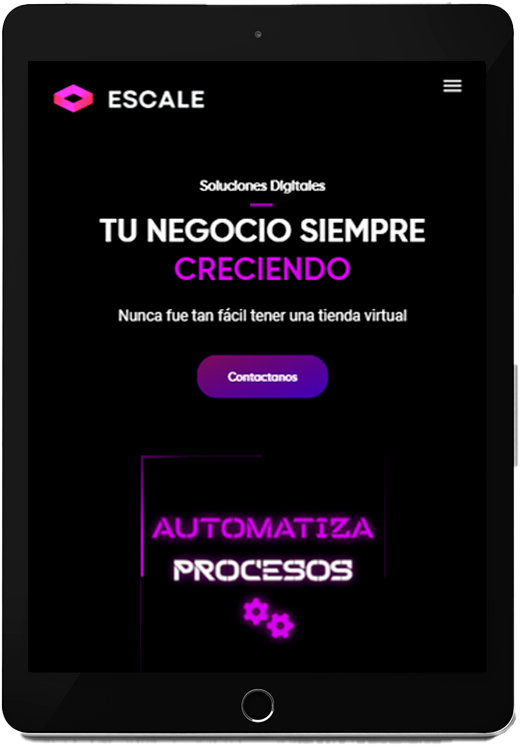 ESCALE
Soluciones Digitales
TU NEGOCIO SIEMPRE
CRECIENDO
Nunca fue tan fácil tener una tienda virtual
Contactanos
AUTOMATIZA
PROCESOS